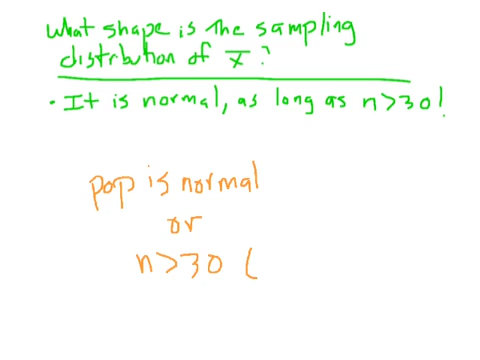 What shape is the sampling
distribution of x̄?
· It is normal, as long as n>30!
pop is normal
or
n>30 (